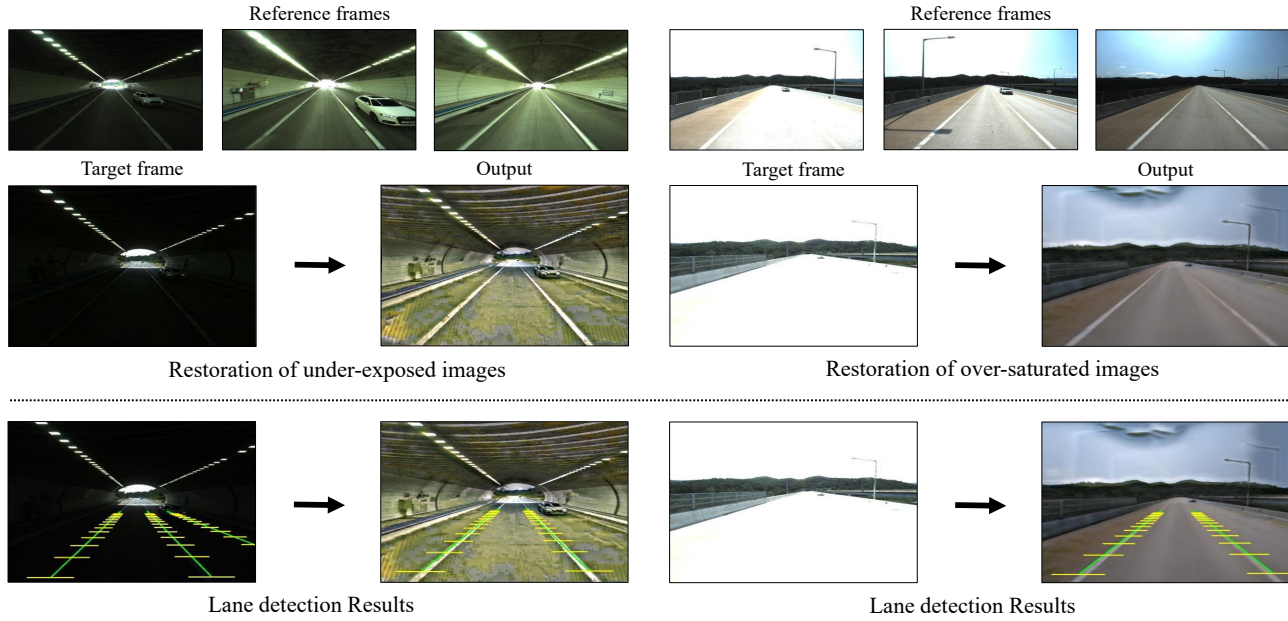 Reference frames
Reference frames
Target frame
Output
Target frame
Output
Restoration of under-exposed images
Restoration of over-saturated images
Lane detection Results
Lane detection Results